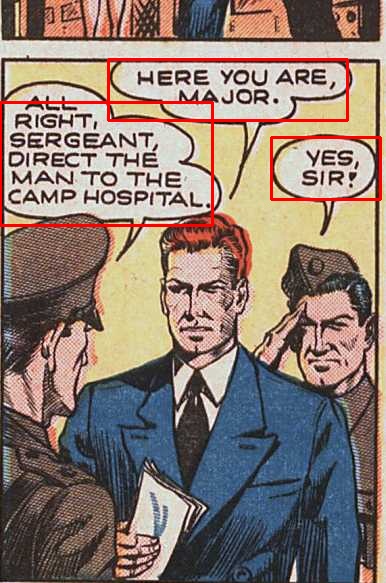 HERE YOU ARE,
MAJOR.
ALL
RIGHT,
SERGEANT,
DIRECT THE
MAN TO THE
CAMP HOSPITAL.
YES,
SIR!